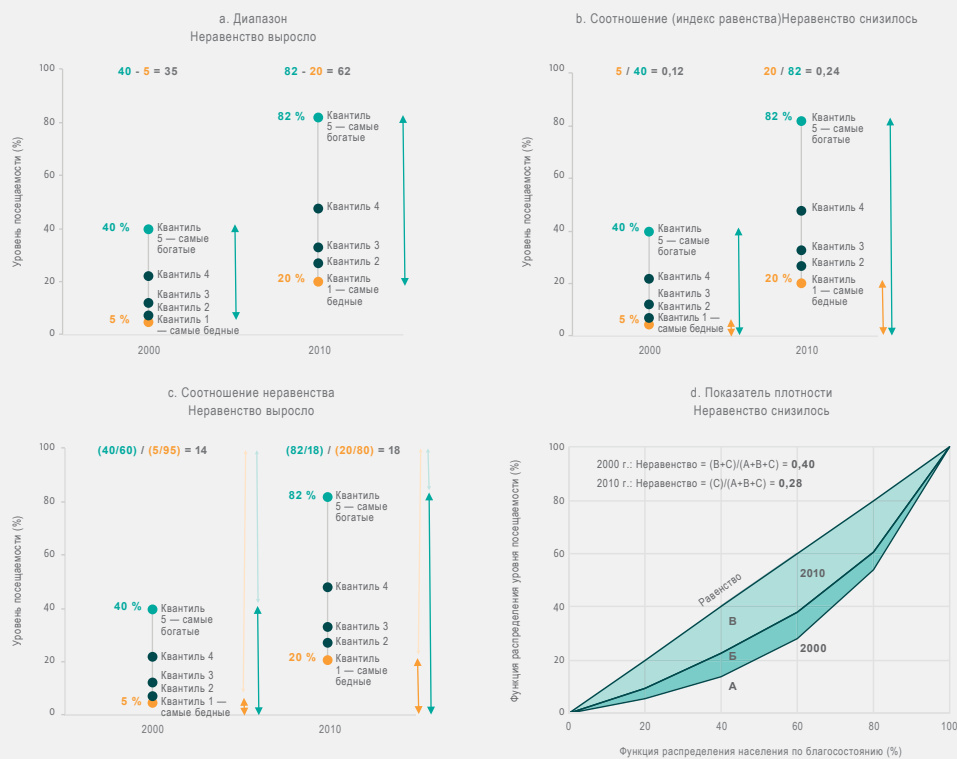 a. Диапазон
Неравенство выросло
40 - 5 = 35
82 - 20 = 62
Уровень посещаемости (%)
100
80
60
40
20
0
40 %
Квантиль
5 — самые
богатые
Квантиль 4
Квантиль 3
Квантиль 2
5 %
Квантиль 1
— самые бедные
82 %
Квантиль
5 — самые
богатые
Квантиль 4
Квантиль 3
Квантиль 2
20 %
Квантиль
1 — самые
бедные
2000
2010
b. Соотношение (индекс равенства)Неравенство снизилось
5 / 40 = 0,12
20 / 82 = 0,24
Уровень посещаемости (%)
100
80
60
40
20
0
40 %
Квантиль
5 — самые
богатые
Квантиль 4
Квантиль 3
Квантиль 2
5 %
Квантиль 1 —
самые бедные
82 %
Квантиль
5 — самые
богатые
Квантиль 4
Квантиль 3
Квантиль 2
20 %
Квантиль
1 — самые
бедные
2000
2010
c. Соотношение неравенства
Неравенство выросло
(40/60) / (5/95) = 14
(82/18) / (20/80) = 18
Уровень посещаемости (%)
100
80
60
40
20
0
40 %
Квантиль
5 — самые
богатые
Квантиль 4
Квантиль 3
Квантиль 2
5 %
Квантиль 1 —
самые бедные
82 %
Квантиль
5 — самые
богатые
Квантиль 4
Квантиль 3
Квантиль 2
20 %
Квантиль
1 — самые
бедные
2000
2010
d. Показатель плотности
Неравенство снизилось
2000 г.: Неравенство = (B+C)/(A+B+C) = 0,40
2010 г.: Неравенство = (C)/(A+B+C) = 0,28
Функция распределения уровня посещаемости (%)
100
80
60
40
20
0
Равенство
2010
В
Б
2000
А
0
20
40
60
80
100
Функция распределения населения по благосостоянию (%)